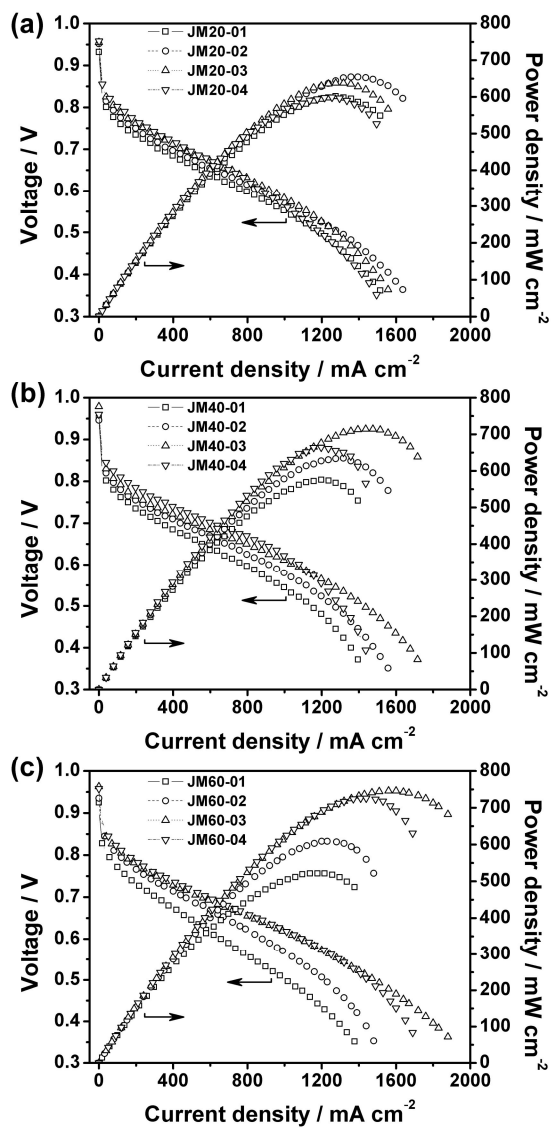 (a)
JM20-01
JM20-02
JM20-03
JM20-04
Voltage / V
1.0
0.9
0.8
0.7
0.6
0.5
0.4
0.3
800
700
600
500
400
300
200
100
0
Power density / mW cm-2
0 400 800 1200 1600 2000
Current density / mA cm-2
(b)
JM40-01
JM40-02
JM40-03
JM40-04
Voltage / V
1.0
0.9
0.8
0.7
0.6
0.5
0.4
0.3
800
700
600
500
400
300
200
100
0
Power density / mW cm-2
0 400 800 1200 1600 2000
Current density / mA cm-2
(c)
JM60-01
JM60-02
JM60-03
JM60-04
Voltage / V
1.0
0.9
0.8
0.7
0.6
0.5
0.4
0.3
800
700
600
500
400
300
200
100
0
Power density / mW cm-2
0 400 800 1200 1600 2000
Current density / mA cm-2